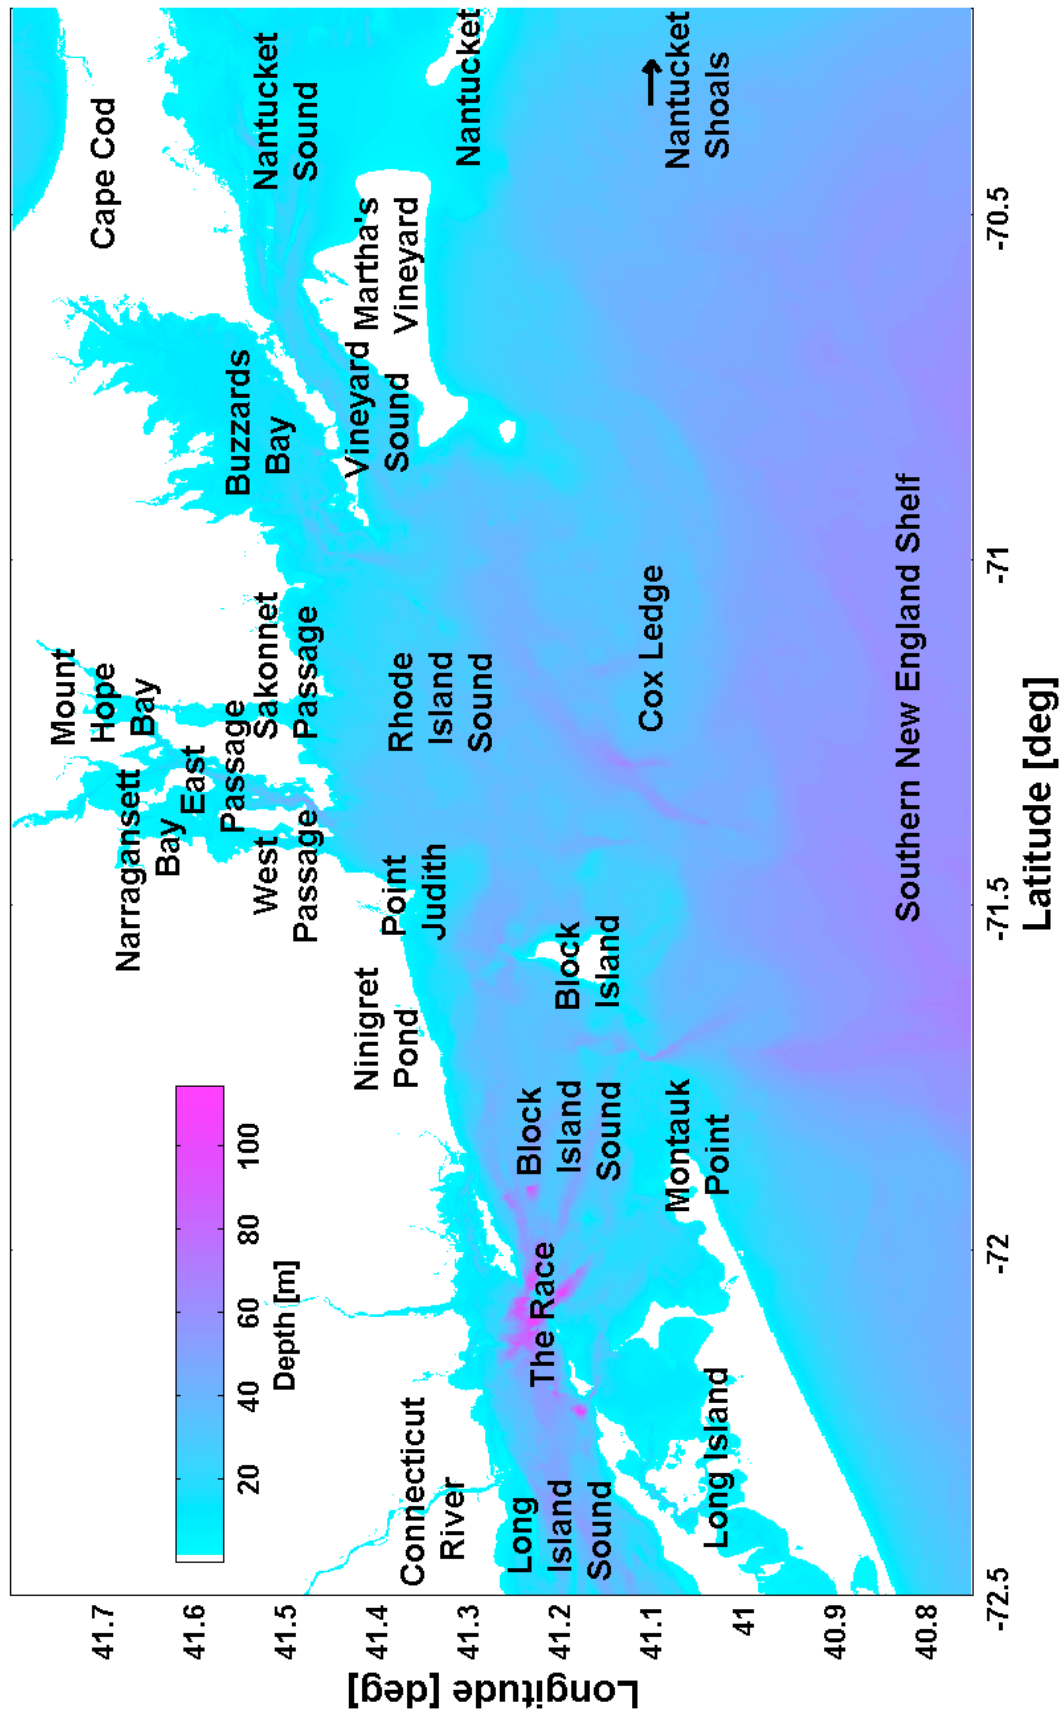 Cape Cod
Nantucket
Sound
Nantucket
Nantucket
Shoals
Martha's
Vineyard
Vineyard
Sound
Buzzards
Bay
Mount
Hope
Bay
Narragansett
Bay
East
Passage
Sakonnet
Passage
West
Passage
Rhode
Island
Sound
Cox Ledge
Point
Judith
Ninigret
Pond
Block
Island
Block
Island
Sound
Montauk
Point
The Race
Connecticut
River
Long
Island
Sound
Long Island
Southern New England Shelf
20
40
60
80
100
Depth [m]
41.7
41.6
41.5
41.4
41.3
41.2
41.1
41
40.9
40.8
Longitude [deg]
-72.5
-72
-71.5
-71
-70.5
Latitude [deg]